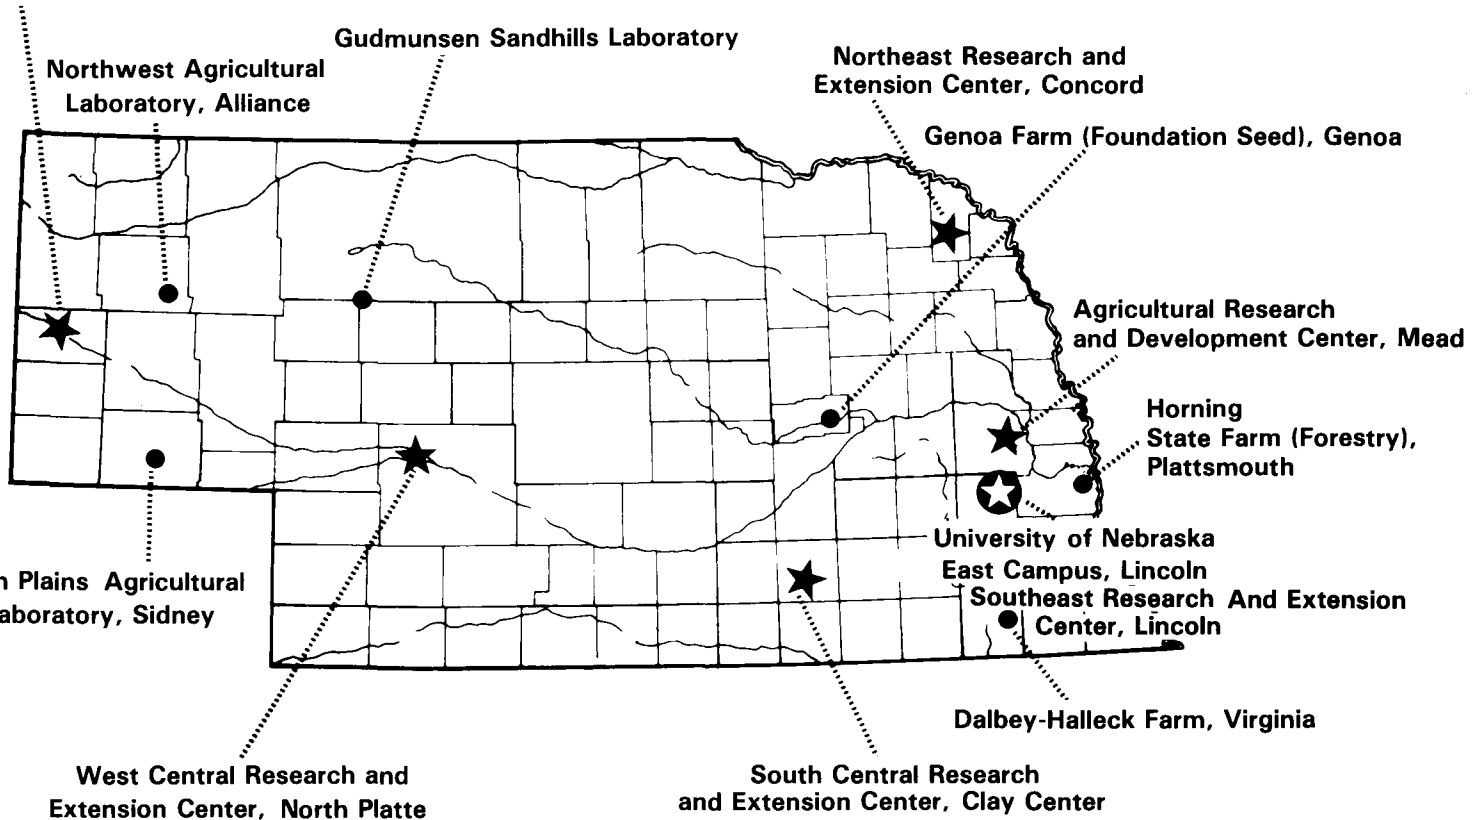 Gudmunsen Sandhills Laboratory
Northwest Agricultural
Laboratory, Alliance
Northeast Research and
Extension Center, Concord
Genoa Farm (Foundation Seed), Genoa
Agricultural Research
and Development Center, Mead
Horning
State Farm (Forestry),
Plattsmouth
University of Nebraska
East Campus, Lincoln
Southeast Research And Extension
Center, Lincoln
n Plains Agricultural
aboratory, Sidney
Dalbey-Halleck Farm, Virginia
West Central Research and
Extension Center, North Platte
South Central Research
and Extension Center, Clay Center